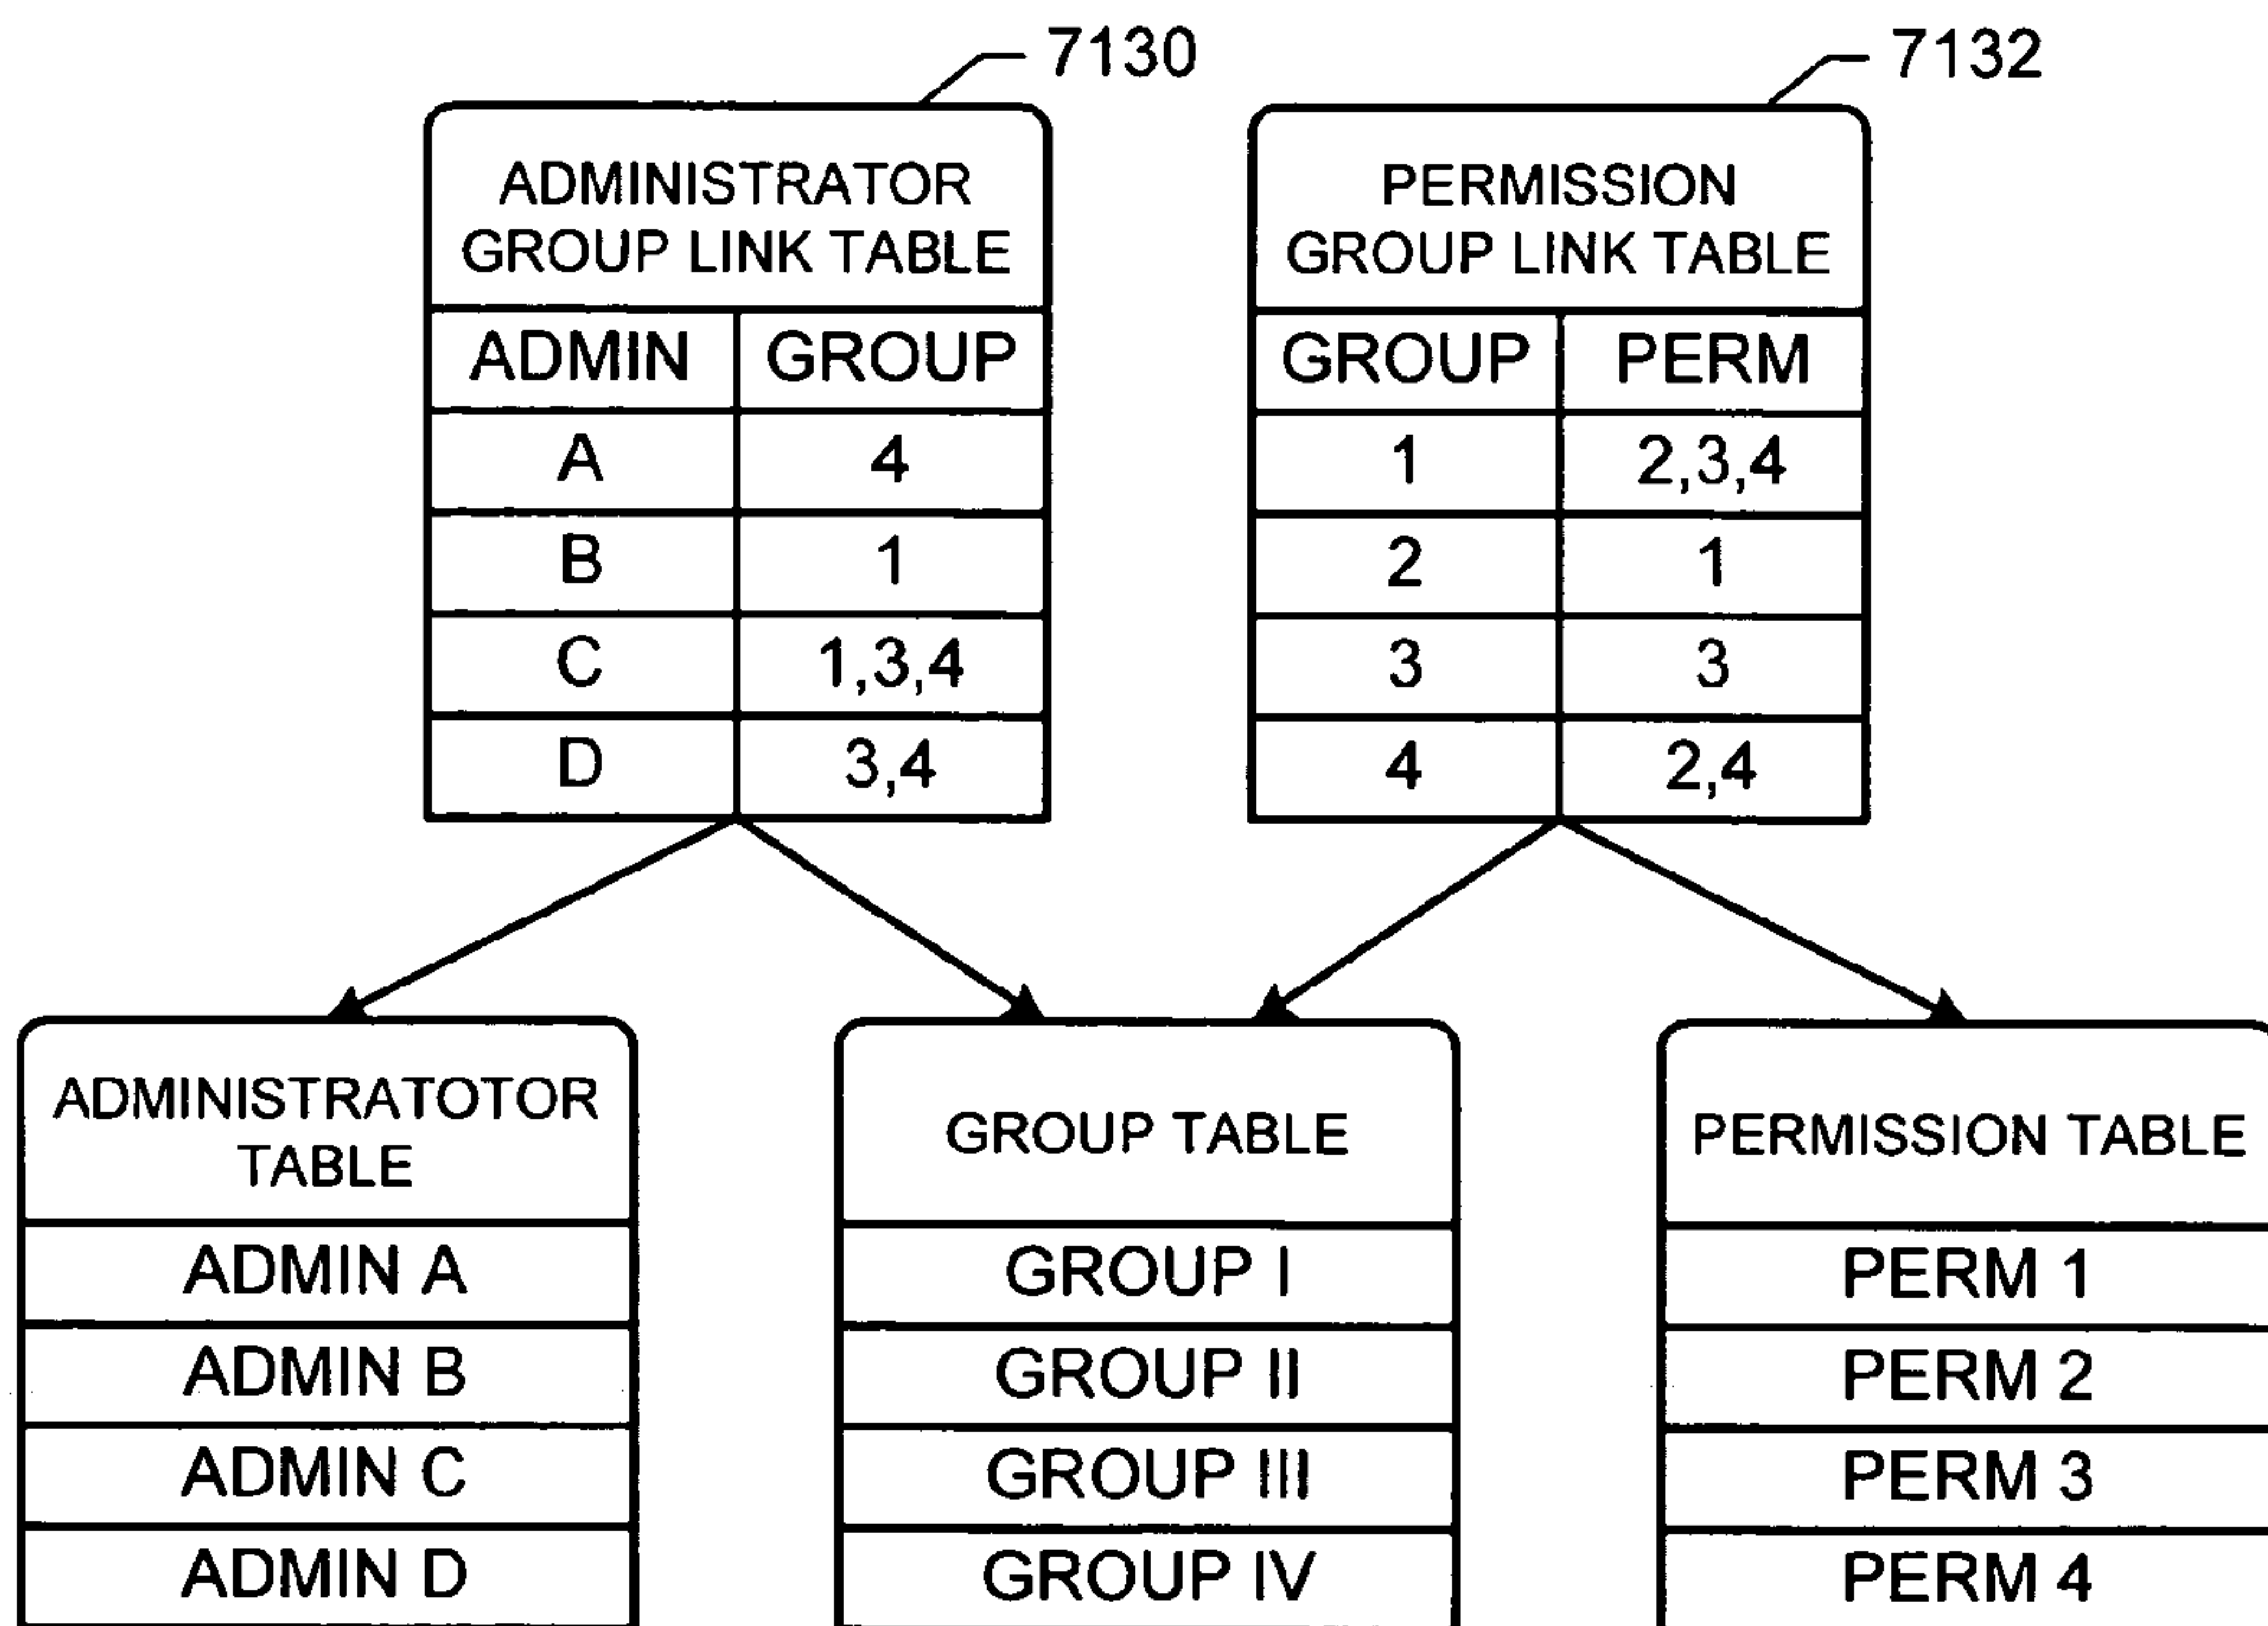 7130
7132
ADMINISTRATOR
GROUP LINK TABLE
ADMIN GROUP
A 4
B 1
C 1,3,4
D 3,4
PERMISSION
GROUP LINK TABLE
GROUP PERM
1 2,3,4
2 1
3 3
4 2,4
ADMINISTRATOTOR
TABLE
ADMIN A
ADMIN B
ADMIN C
ADMIN D
GROUP TABLE
GROUP I
GROUP II
GROUP III
GROUP IV
PERMISSION TABLE
PERM 1
PERM 2
PERM 3
PERM 4